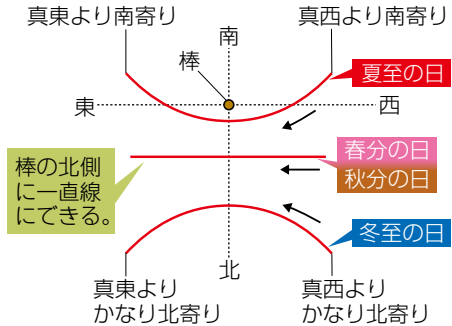 真東より南寄り
真西より南寄り
南
棒
夏至の日
東
西
春分の日
秋分の日
棒の北側
に一直線
にできる。
冬至の日
北
真東より
かなり北寄り
真西より
かなり北寄り